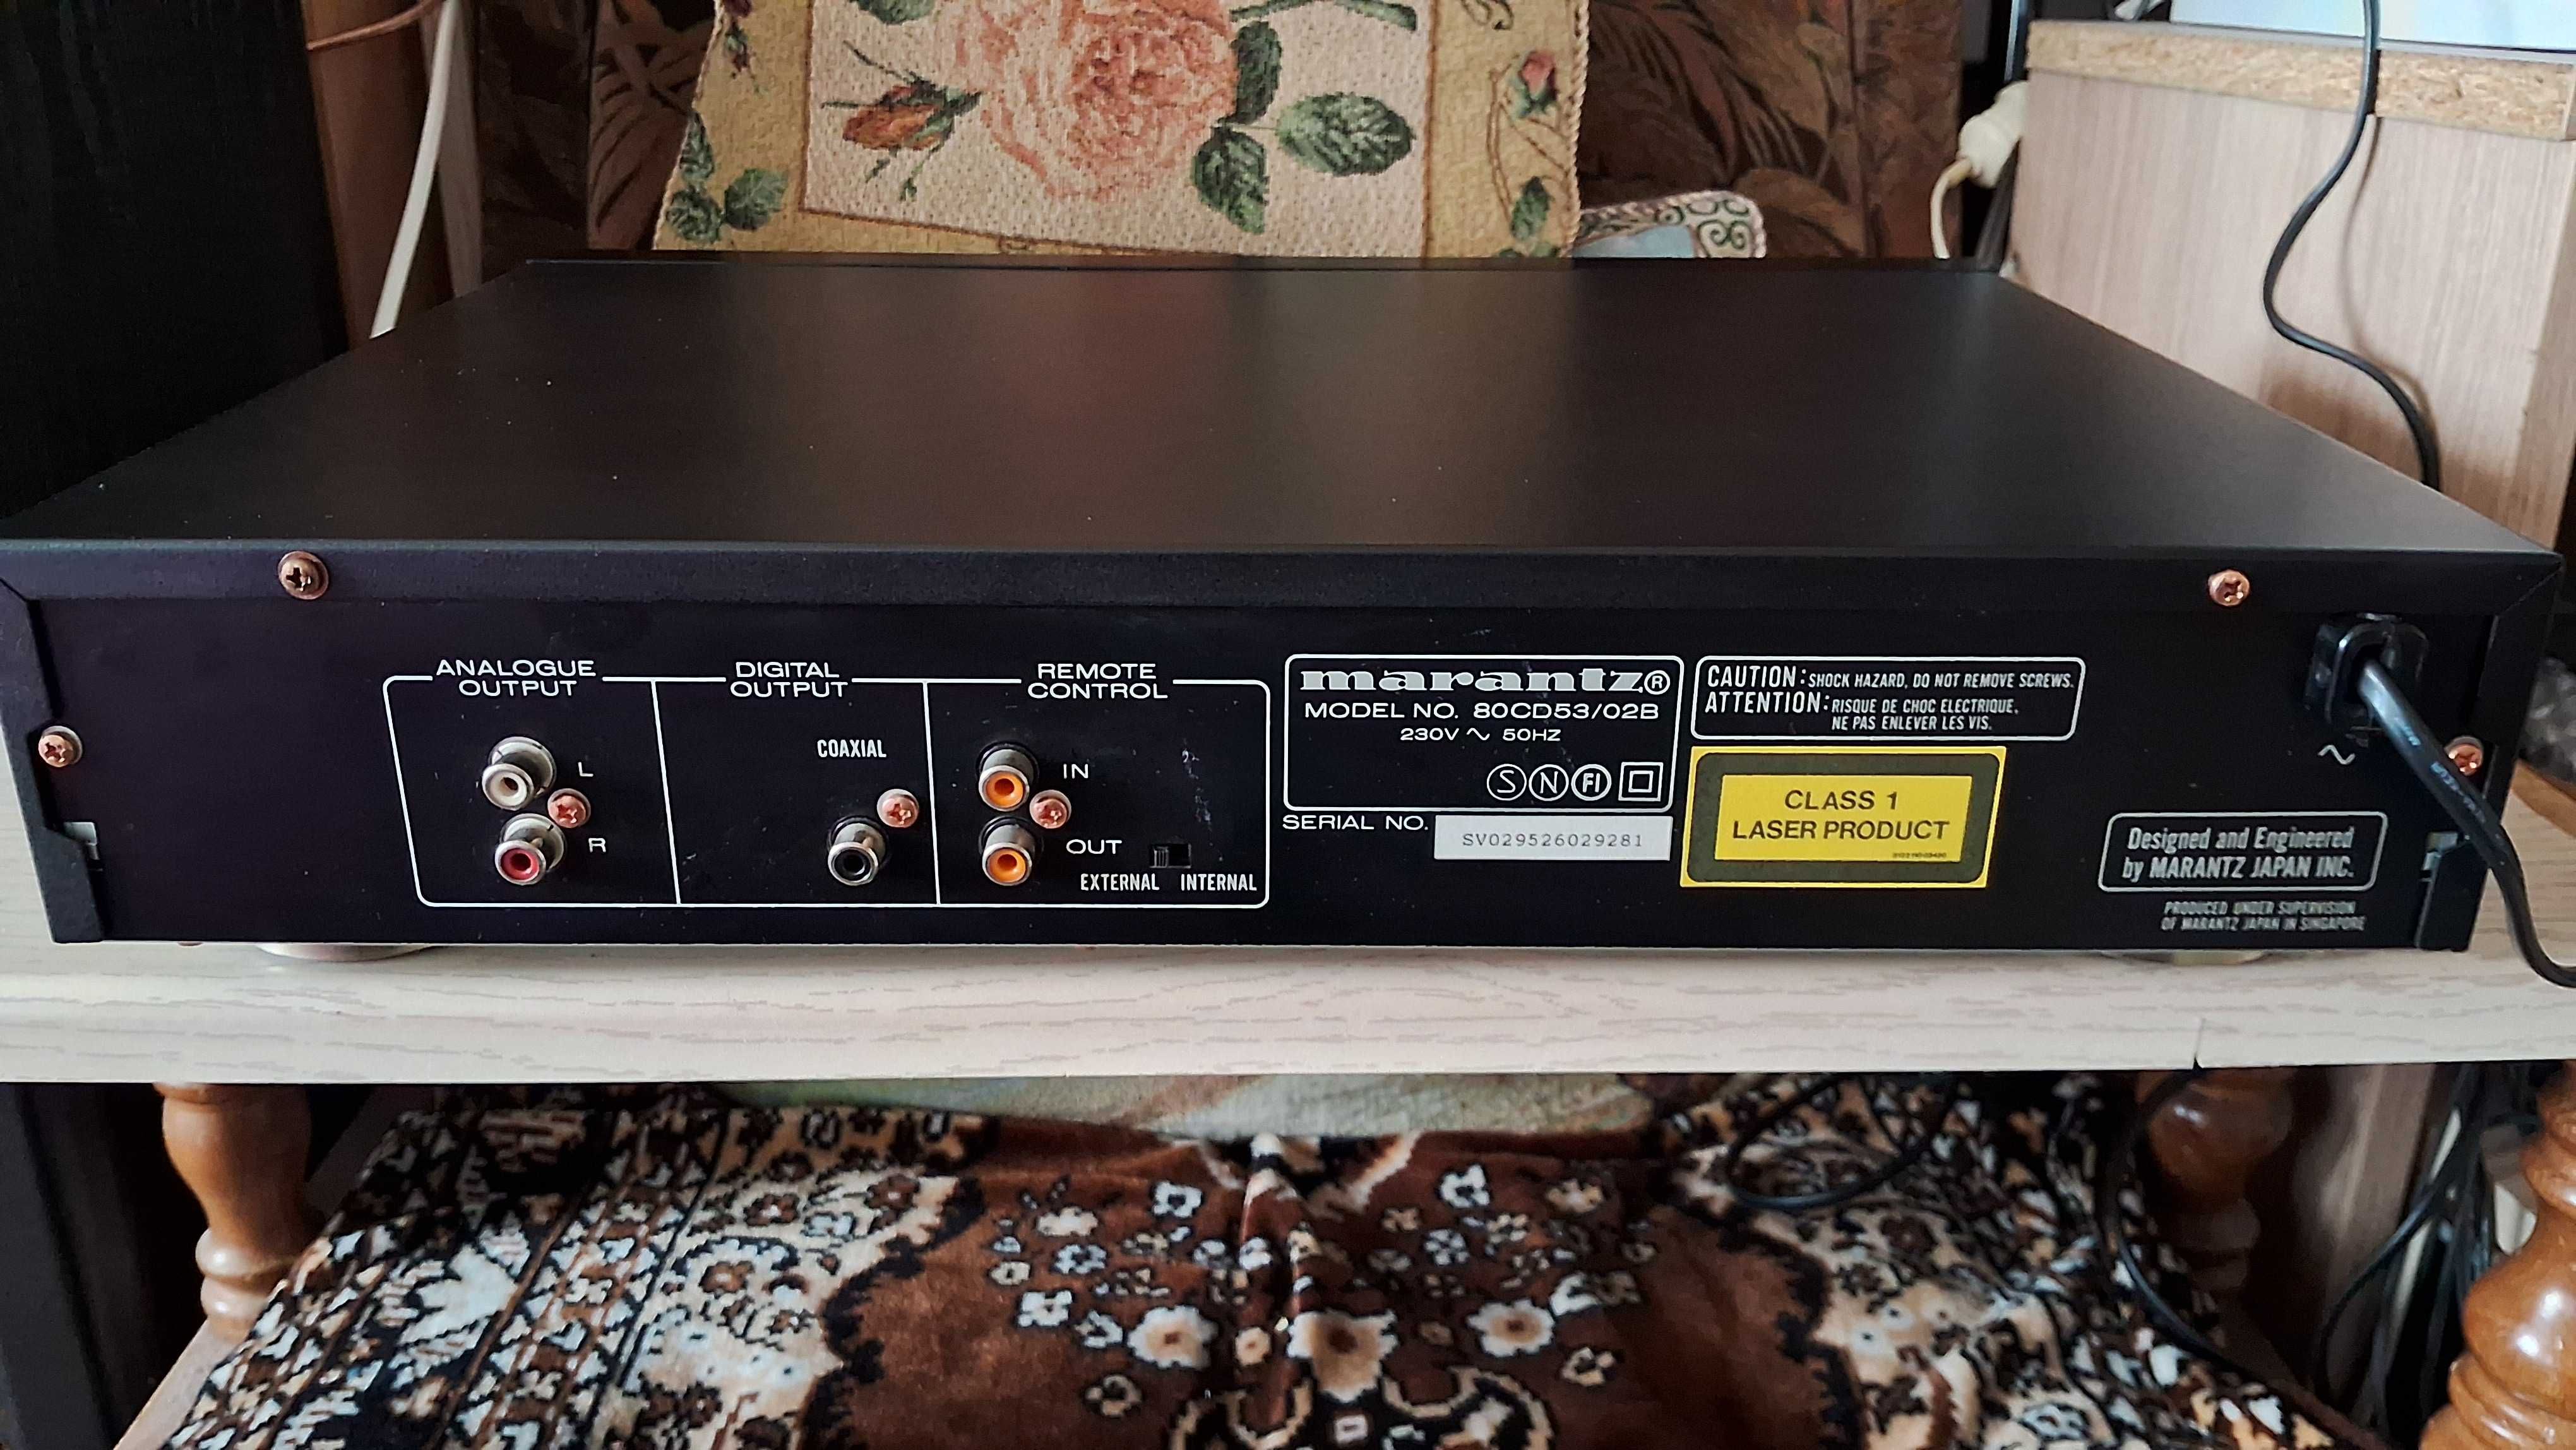 ANALOGUE
OUTPUT
L
R
DIGITAL
OUTPUT
COAXIAL
REMOTE
CONTROL
IN
OUT
EXTERNAL INTERNAL
marantz®
MODEL NO. 80CD53/02B
230V ~ 50HZ
S N FI
SERIAL NO.
SV029526029281
CAUTION: SHOCK HAZARD, DO NOT REMOVE SCREWS.
ATTENTION: RISQUE DE CHOC ELECTRIQUE,
NE PAS ENLEVER LES VIS.
CLASS 1
LASER PRODUCT
~
Designed and Engineered
by MARANTZ JAPAN INC.
PRODUCED UNDER SUPERVISION
OF MARANTZ JAPAN IN SINGAPORE